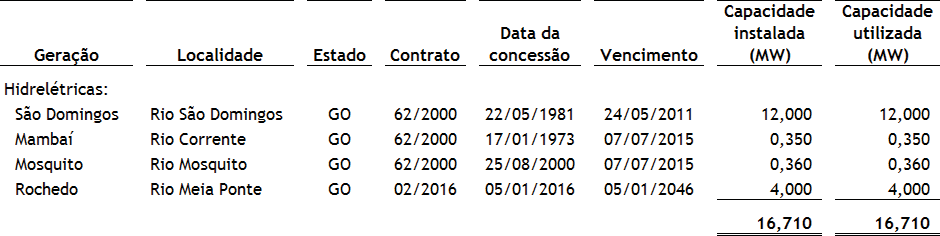 Capacidade Capacidade
Data da instalada utilizada
Geração Localidade Estado Contrato concessão Vencimento (MW) (MW)
Hidrelétricas:
São Domingos Rio São Domingos GO 62/2000 22/05/1981 24/05/2011 12,000 12,000
Mambaí Rio Corrente GO 62/2000 17/01/1973 07/07/2015 0,350 0,350
Mosquito Rio Mosquito GO 62/2000 25/08/2000 07/07/2015 0,360 0,360
Rochedo Rio Meia Ponte GO 02/2016 05/01/2016 05/01/2046 4,000 4,000
16,710 16,710